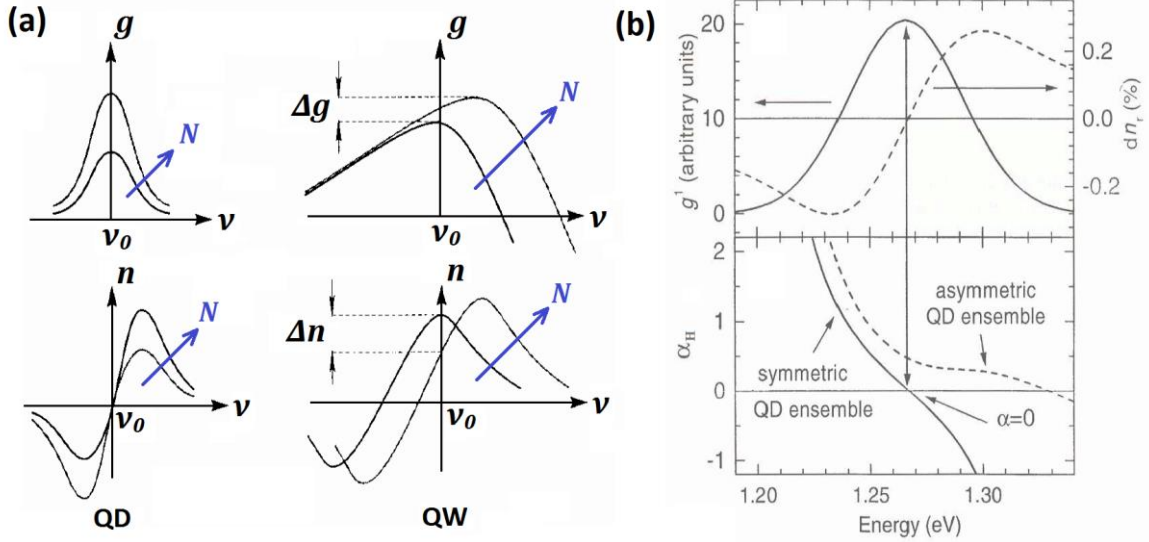 (a)
g
N
ν
ν₀
g
Δg
N
ν
ν₀
n
N
ν
ν₀
QD
n
Δn
N
ν
ν₀
QW
(b)
20
10
0
g¹ (arbitrary units)
0.2
0.0
-0.2
dnᵣ (%)
2
1
0
-1
α_H
asymmetric
QD ensemble
symmetric
QD ensemble
α=0
1.20
1.25
1.30
Energy (eV)